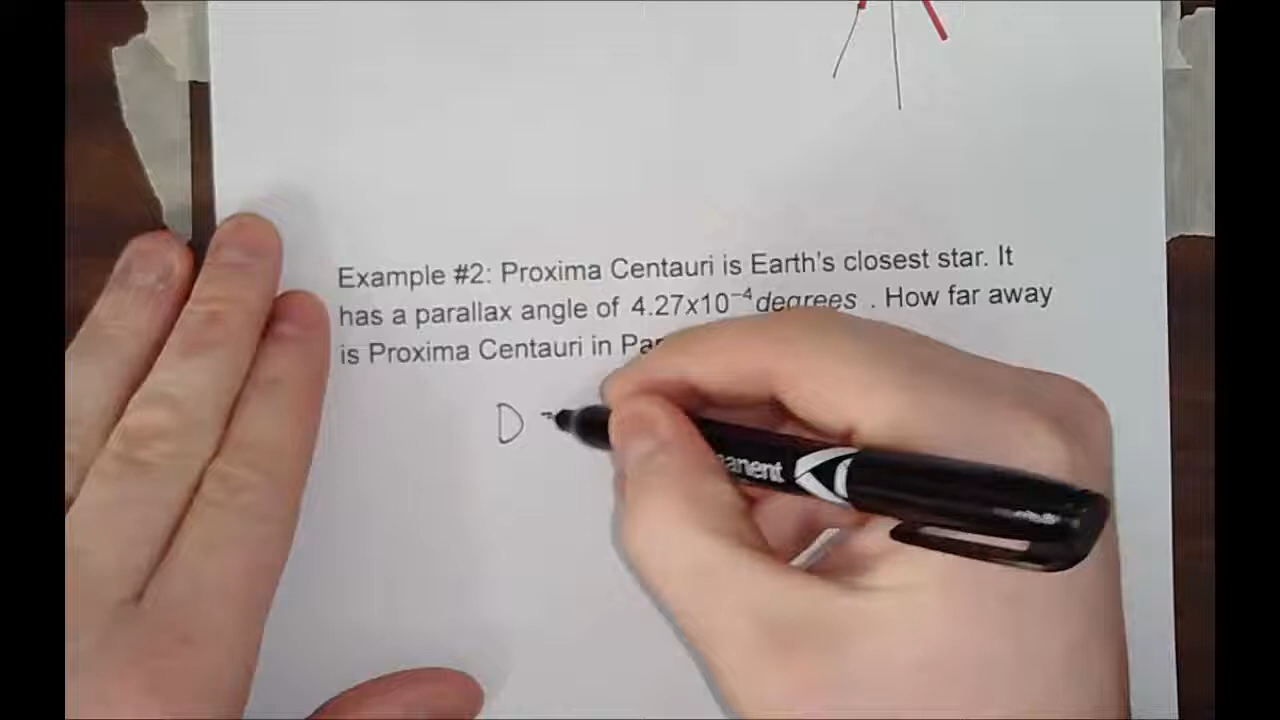 Example #2: Proxima Centauri is Earth's closest star. It
has a parallax angle of 4.27x10⁻⁴ degrees . How far away
is Proxima Centauri in
D =